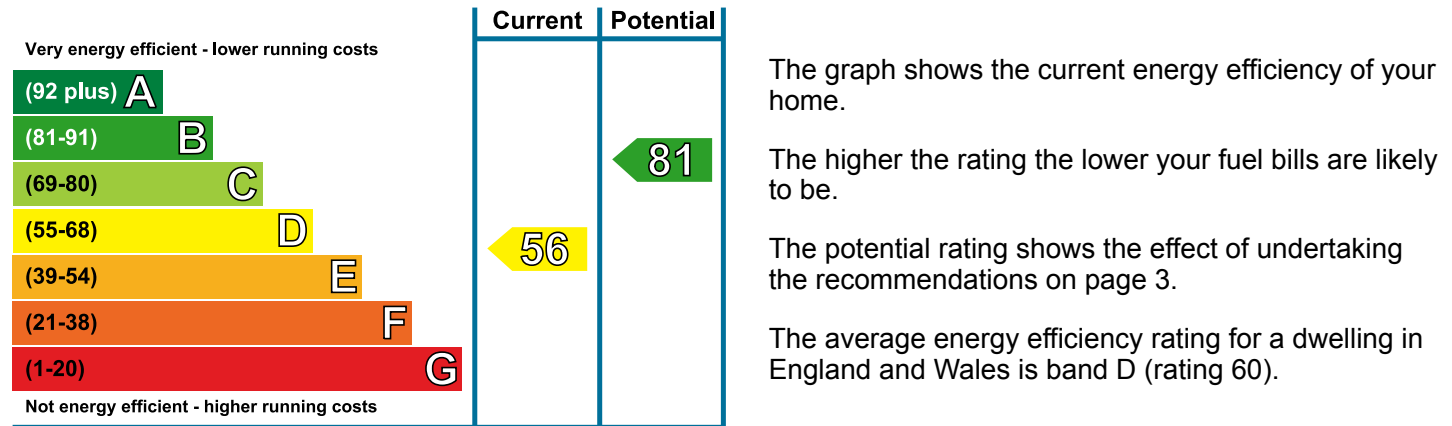 Current Potential
Very energy efficient - lower running costs
(92 plus) A
(81-91) B
(69-80) C
(55-68) D
(39-54) E
(21-38) F
(1-20) G
Not energy efficient - higher running costs
56
81
The graph shows the current energy efficiency of your
home.
The higher the rating the lower your fuel bills are likely
to be.
The potential rating shows the effect of undertaking
the recommendations on page 3.
The average energy efficiency rating for a dwelling in
England and Wales is band D (rating 60).